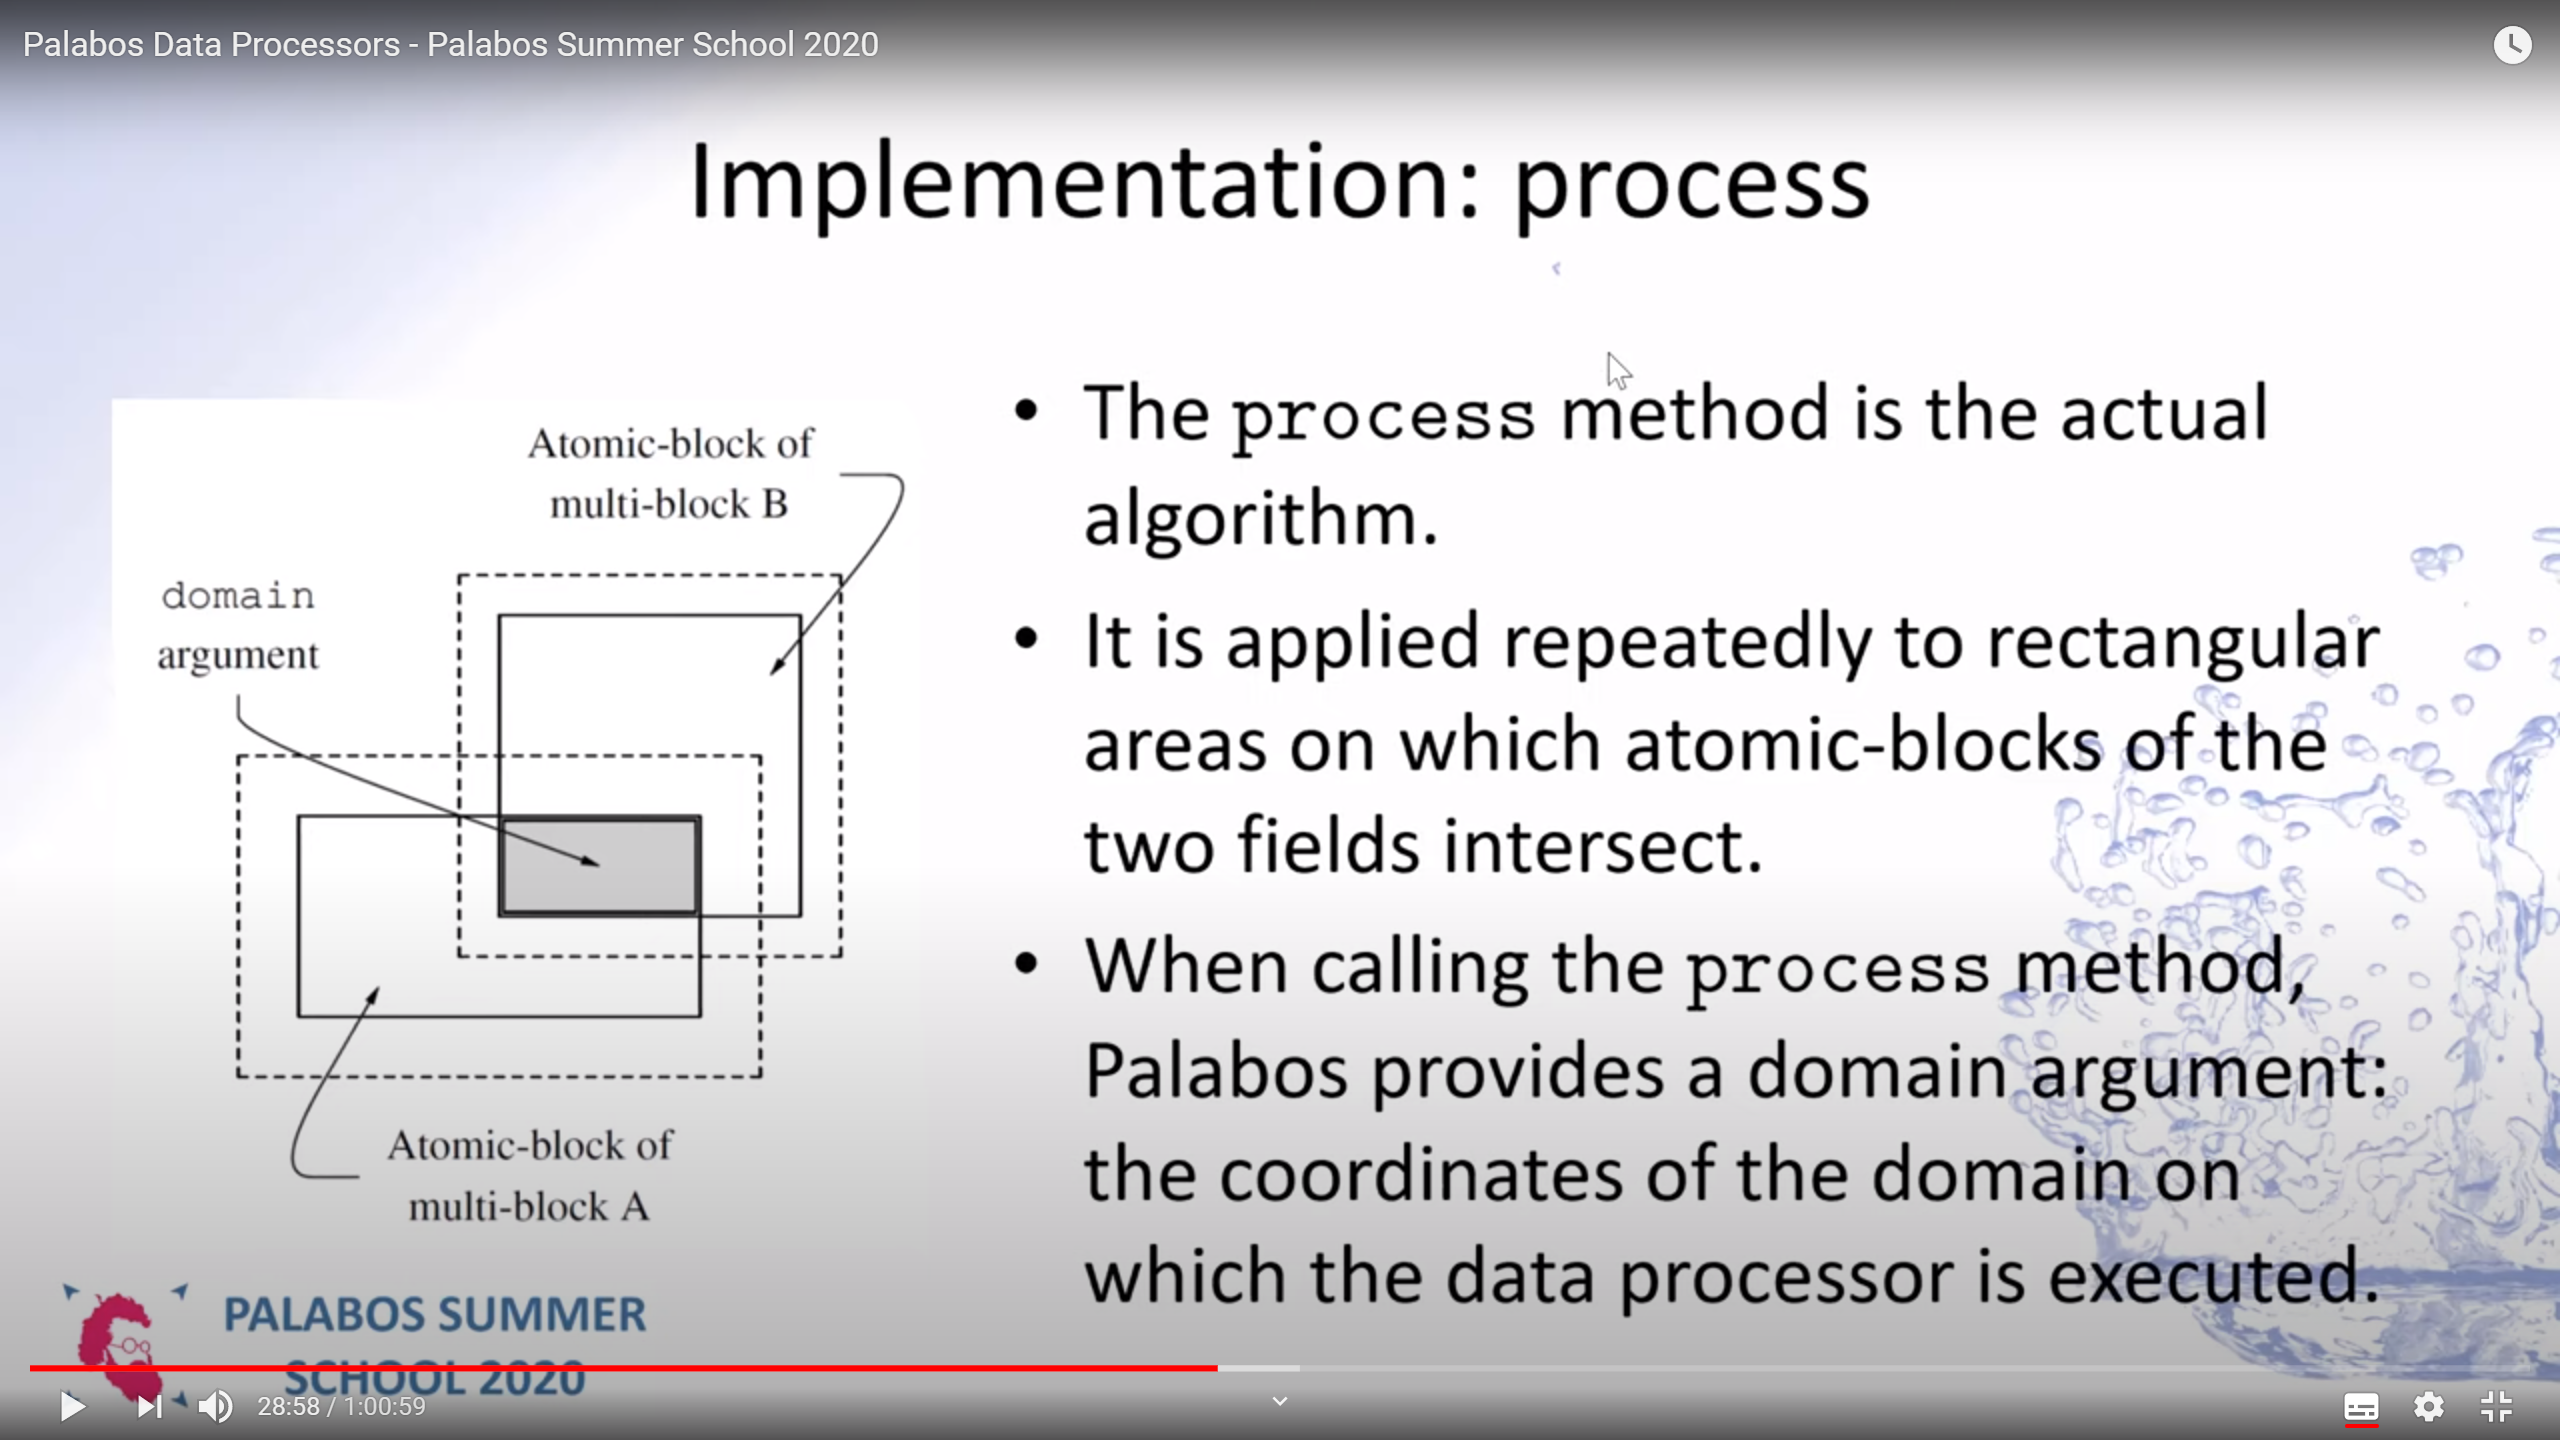 Palabos Data Processors - Palabos Summer School 2020
Implementation: process
Atomic-block of
multi-block B
domain
argument
Atomic-block of
multi-block A
• The process method is the actual
algorithm.
• It is applied repeatedly to rectangular
areas on which atomic-blocks of the
two fields intersect.
• When calling the process method,
Palabos provides a domain argument:
the coordinates of the domain on
which the data processor is executed.
PALABOS SUMMER
SCHOOL 2020
28:58 / 1:00:59